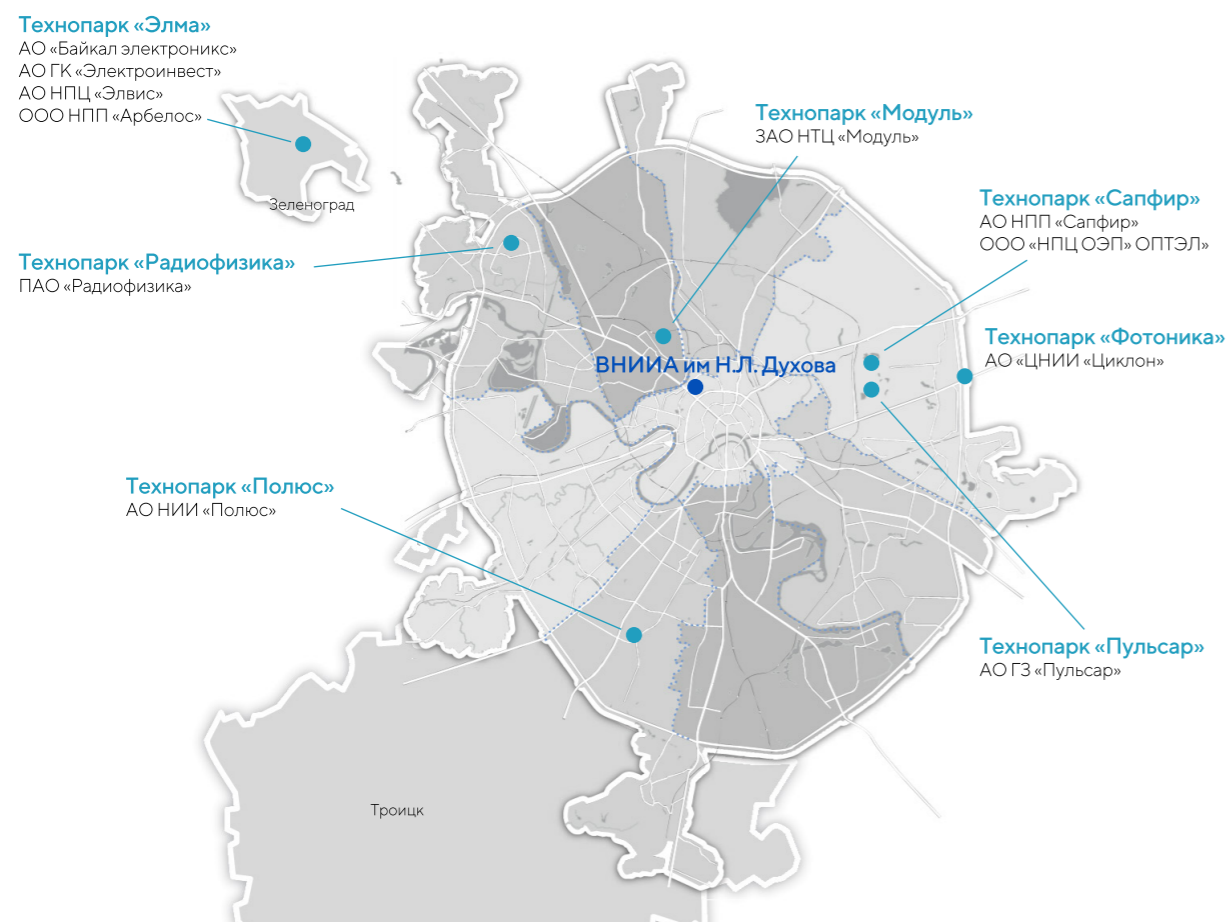 Технопарк «Элма»
АО «Байкал электроникс»
АО ГК «Электроинвест»
АО НПЦ «Элвис»
ООО НПП «Арбелос»
Зеленоград
Технопарк «Модуль»
ЗАО НТЦ «Модуль»
Технопарк «Сапфир»
АО НПП «Сапфир»
ООО «НПЦ ОЭП» ОПТЭЛ»
Технопарк «Радиофизика»
ПАО «Радиофизика»
Технопарк «Фотоника»
АО «ЦНИИ «Циклон»
ВНИИА им Н.Л. Духова
Технопарк «Полюс»
АО НИИ «Полюс»
Технопарк «Пульсар»
АО ГЗ «Пульсар»
Троицк